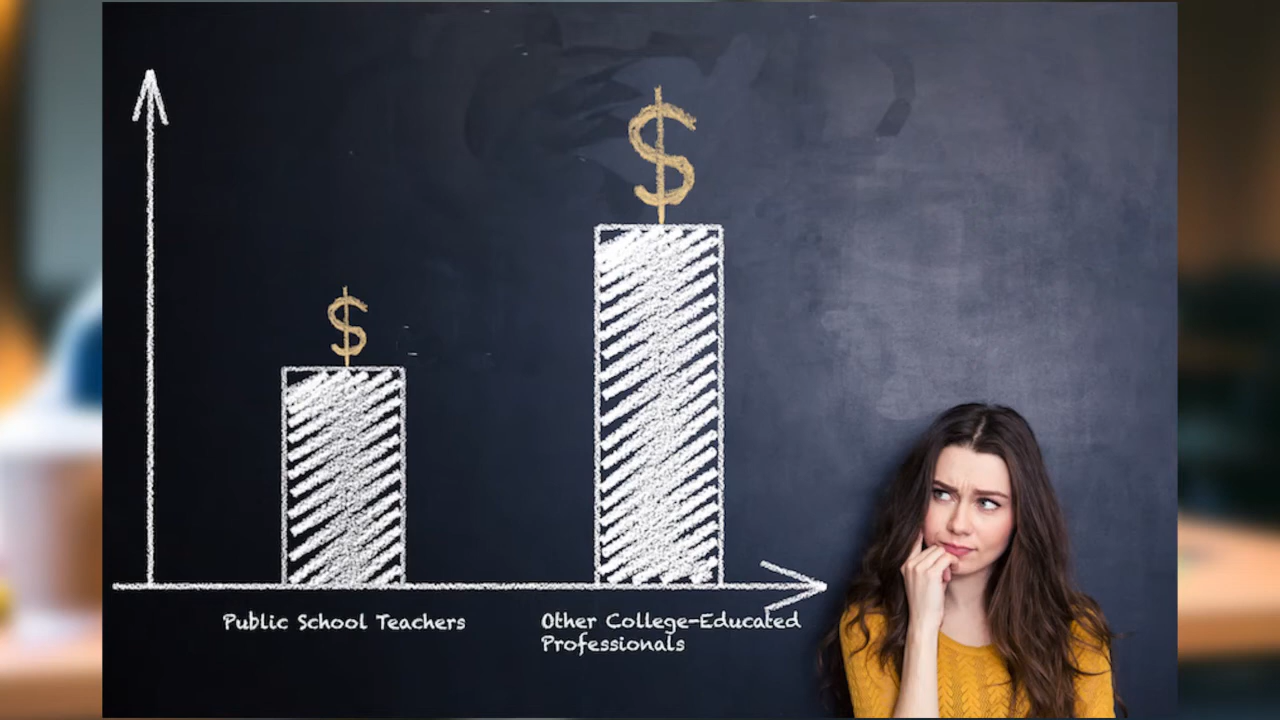 $
$
Public School Teachers
Other College-Educated
Professionals